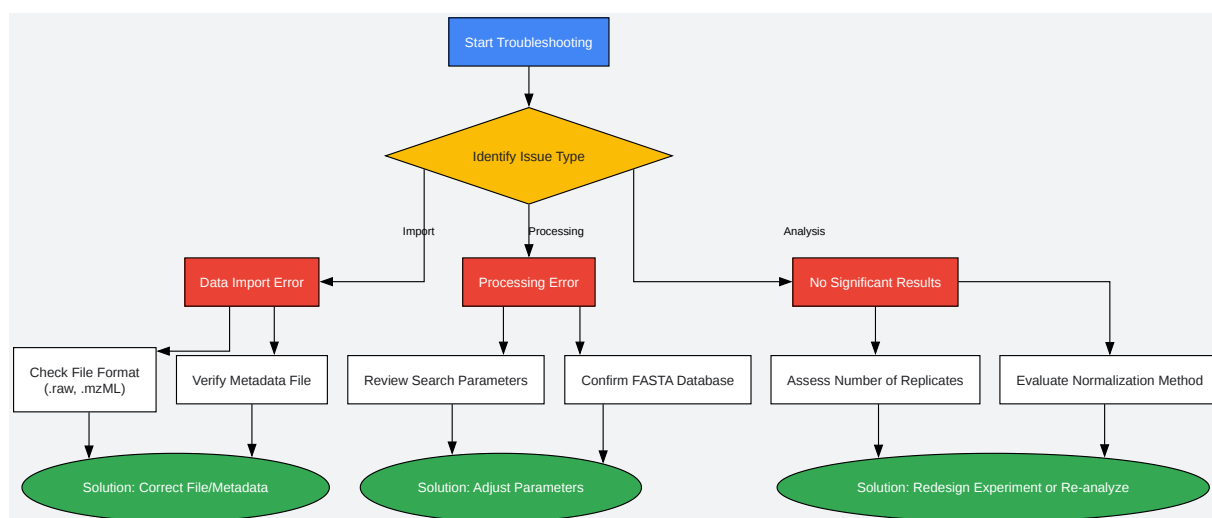 Start Troubleshooting
Identify Issue Type
Import
Processing
Analysis
Data Import Error
Processing Error
No Significant Results
Check File Format
(.raw, .mzML)
Verify Metadata File
Review Search Parameters
Confirm FASTA Database
Assess Number of Replicates
Evaluate Normalization Method
Solution: Correct File/Metadata
Solution: Adjust Parameters
Solution: Redesign Experiment or Re-analyze